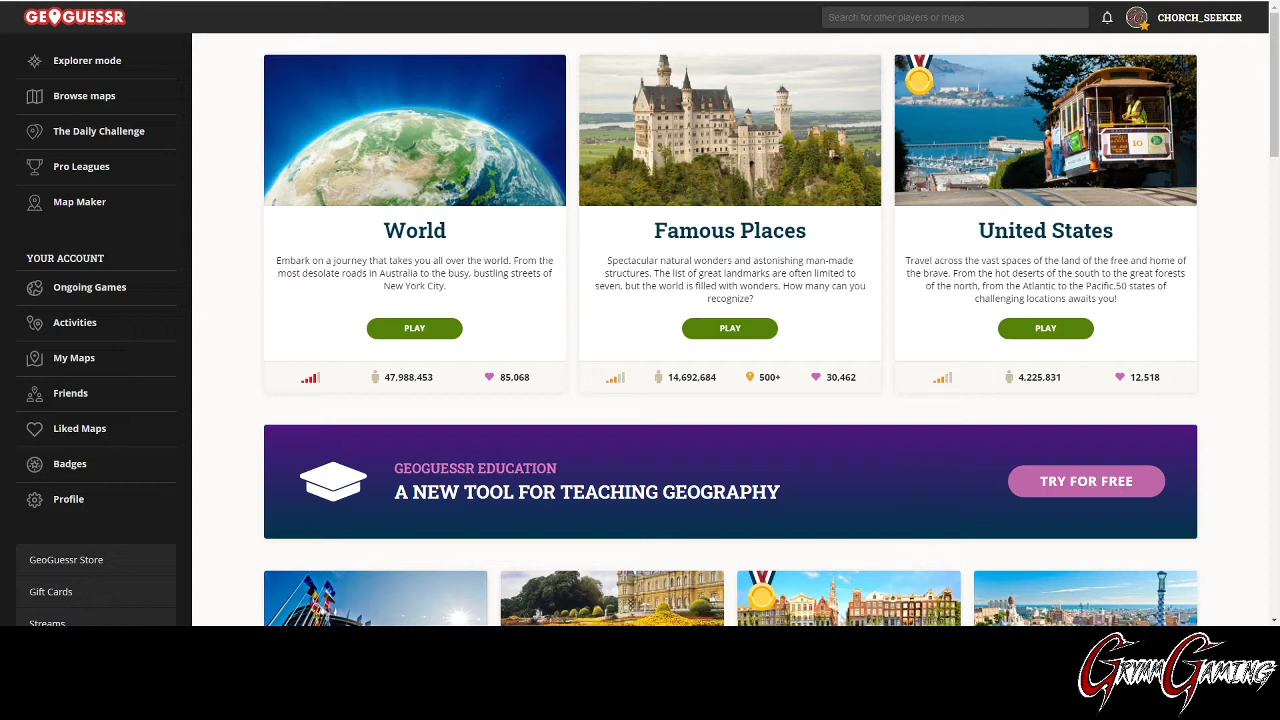 GEOGUESSR
Search for other players or maps
CHORCH_SEEKER
Explorer mode
Browse maps
The Daily Challenge
Pro Leagues
Map Maker
YOUR ACCOUNT
Ongoing Games
Activities
My Maps
Friends
Liked Maps
Badges
Profile
GeoGuessr Store
Gift Cards
Streams
World
Embark on a journey that takes you all over the world. From the
most desolate roads in Australia to the busy, bustling streets of
New York City.
PLAY
47,988,453
85,068
Famous Places
Spectacular natural wonders and astonishing man-made
structures. The list of great landmarks are often limited to
seven, but the world is filled with wonders. How many can you
recognize?
PLAY
14,692,684
500+
30,462
10
United States
Travel across the vast spaces of the land of the free and home of
the brave. From the hot deserts of the south to the great forests
of the north, from the Atlantic to the Pacific.50 states of
challenging locations awaits you!
PLAY
4,225,831
12,518
GEOGUESSR EDUCATION
A NEW TOOL FOR TEACHING GEOGRAPHY
TRY FOR FREE
GRIMM GAMING